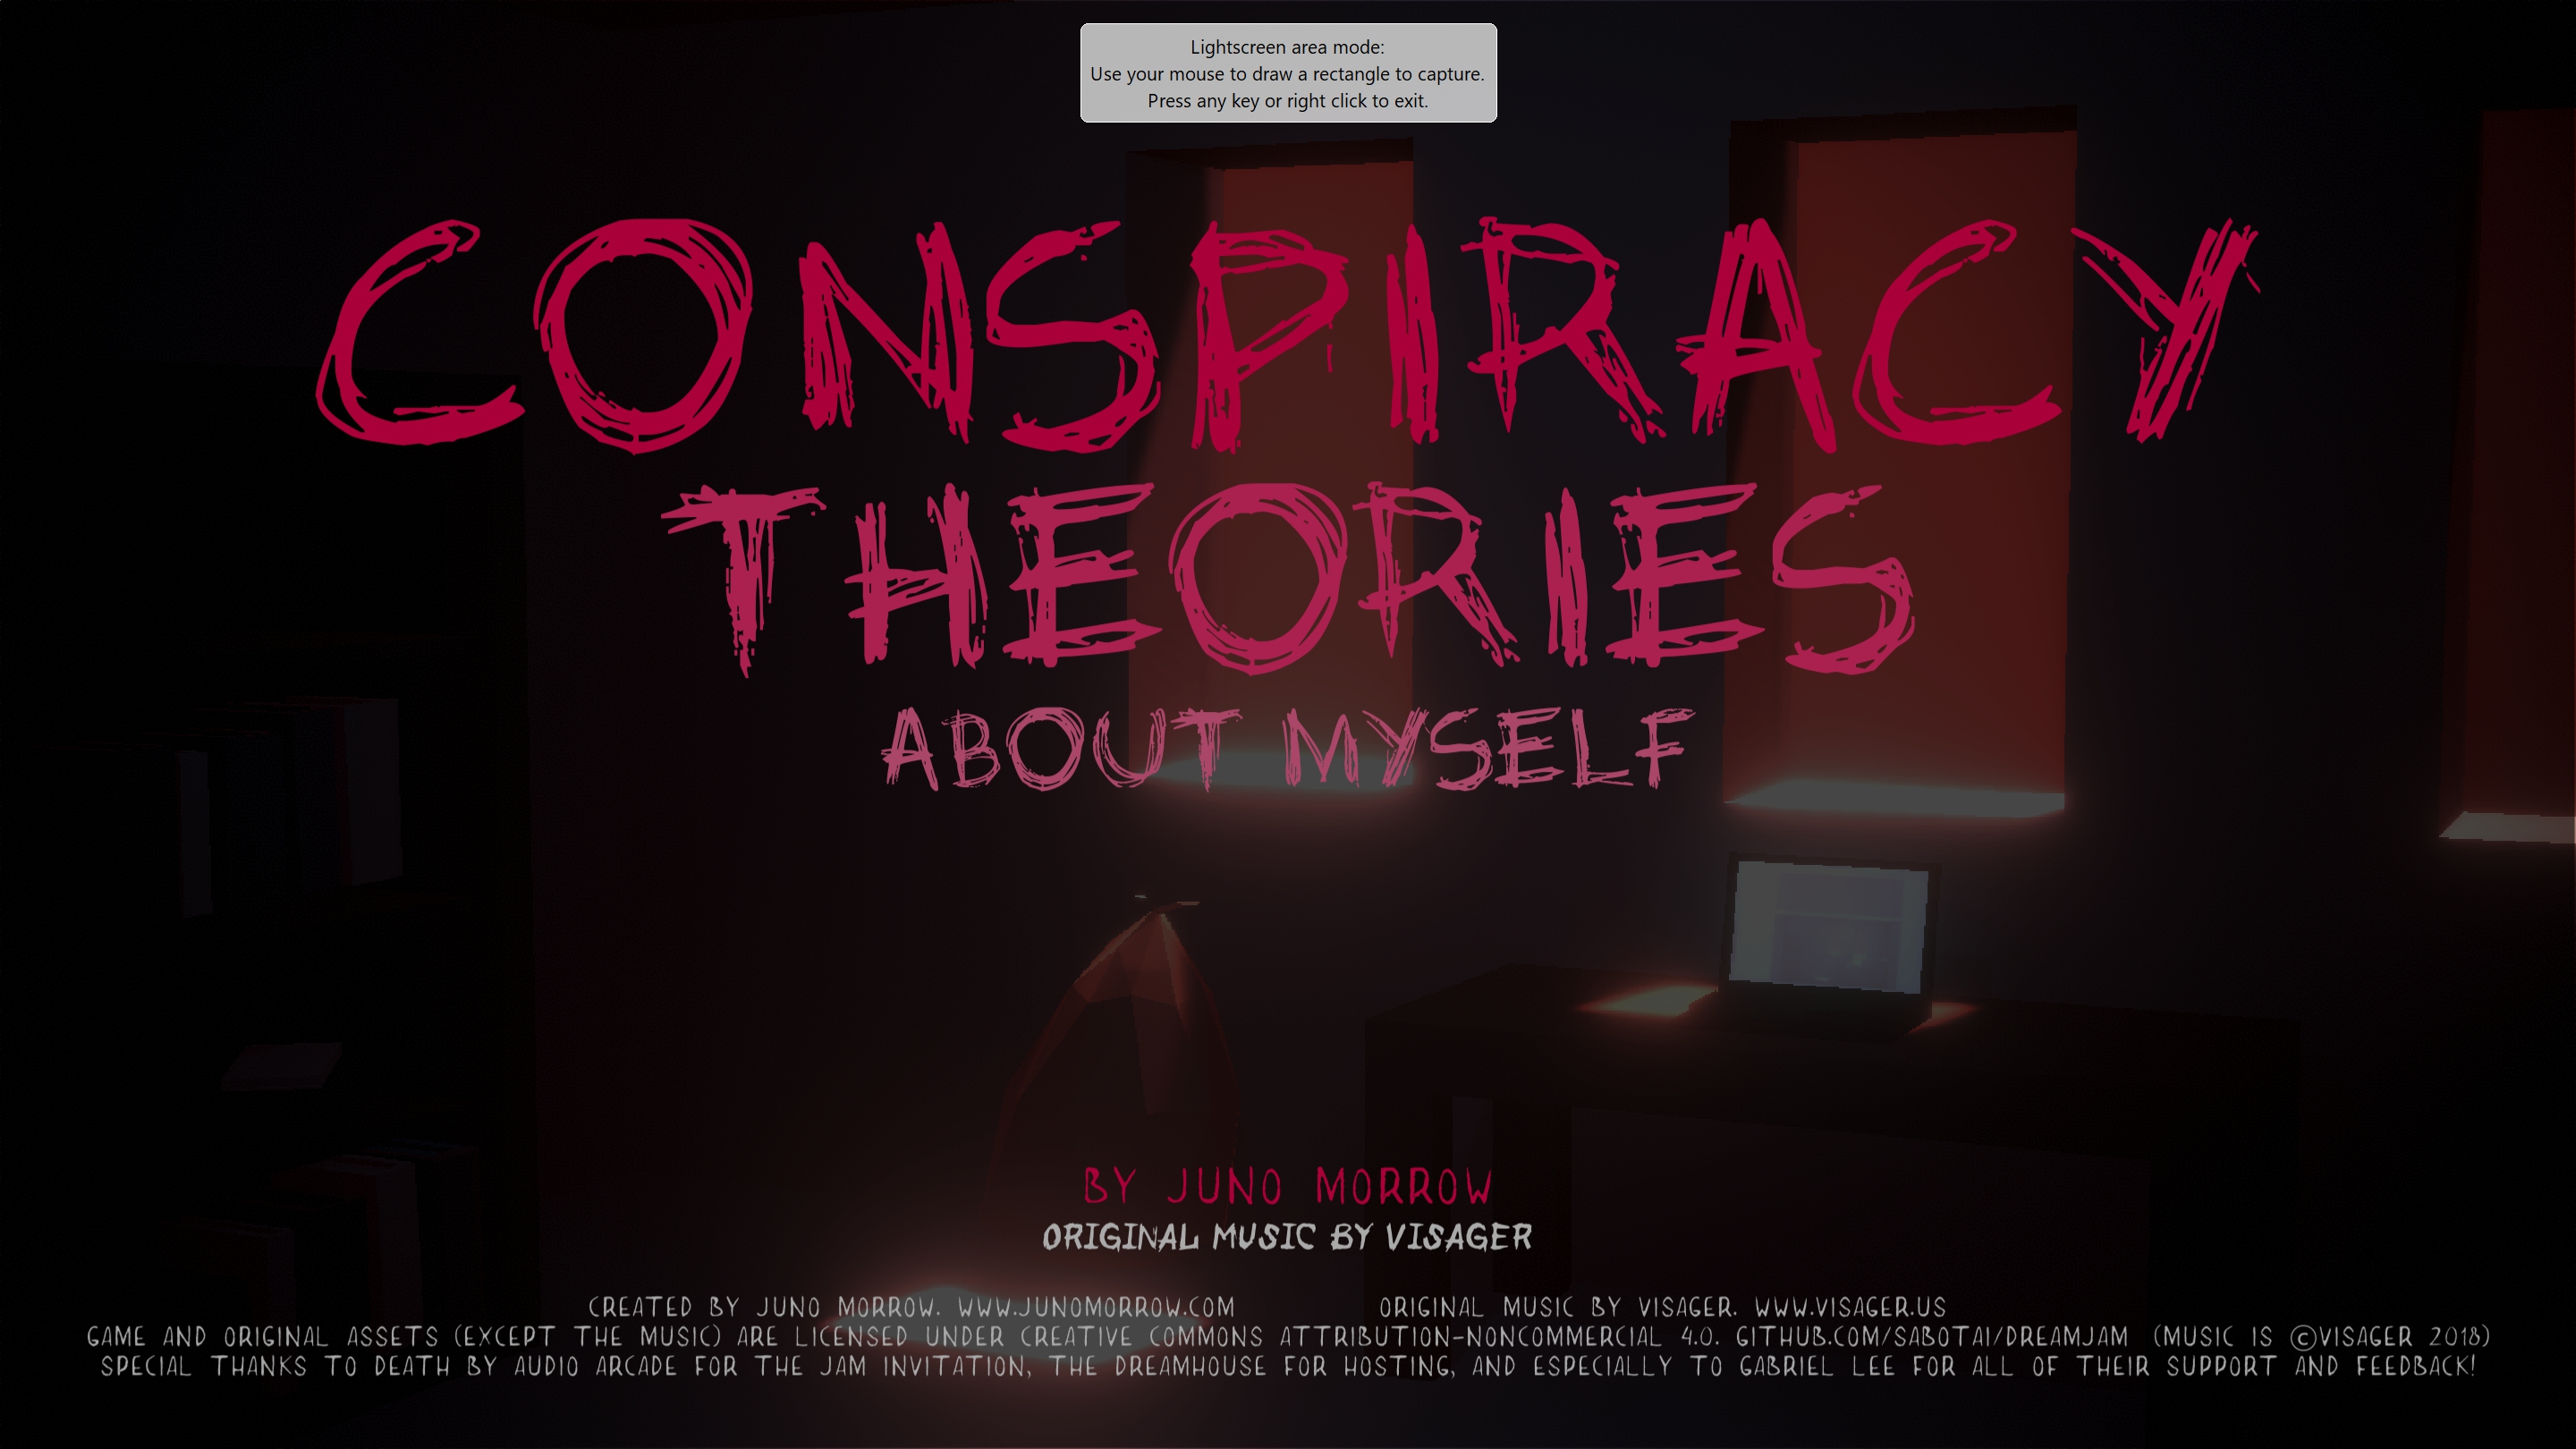 Lightscreen area mode:
Use your mouse to draw a rectangle to capture.
Press any key or right click to exit.
CONSPIRACY
THEORIES
ABOUT MYSELF
BY JUNO MORROW
ORIGINAL MUSIC BY VISAGER
CREATED BY JUNO MORROW. WWW.JUNOMORROW.COM ORIGINAL MUSIC BY VISAGER. WWW.VISAGER.US
GAME AND ORIGINAL ASSETS (EXCEPT THE MUSIC) ARE LICENSED UNDER CREATIVE COMMONS ATTRIBUTION-NONCOMMERCIAL 4.0. GITHUB.COM/SABOTAI/DREAMJAM (MUSIC IS ©VISAGER 2018)
SPECIAL THANKS TO DEATH BY AUDIO ARCADE FOR THE JAM INVITATION, THE DREAMHOUSE FOR HOSTING, AND ESPECIALLY TO GABRIEL LEE FOR ALL OF THEIR SUPPORT AND FEEDBACK!